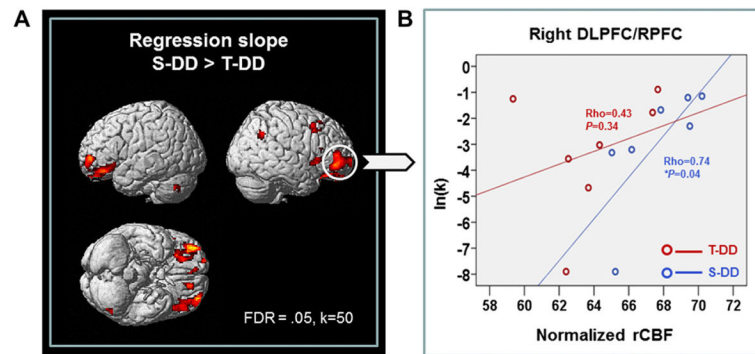 A
Regression slope
S-DD > T-DD
FDR = .05, k=50
B
Right DLPFC/RPFC
0
-1
-2
-3
-4
-5
-6
-7
-8
ln(k)
Rho=0.43
P=0.34
Rho=0.74
*P=0.04
T-DD
S-DD
58 60 62 64 66 68 70 72
Normalized rCBF